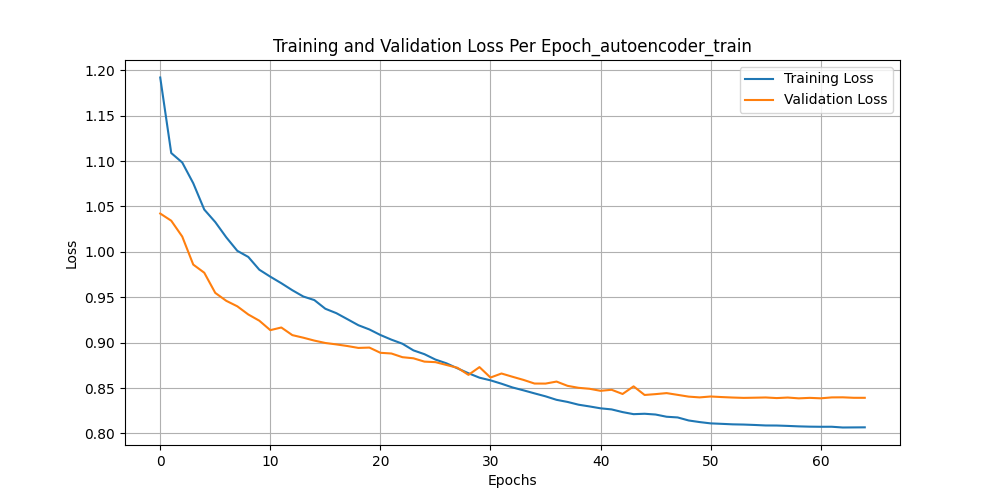 Training and Validation Loss Per Epoch_autoencoder_train
Training Loss
Validation Loss
1.20
1.15
1.10
1.05
1.00
0.95
0.90
0.85
0.80
Loss
0 10 20 30 40 50 60
Epochs